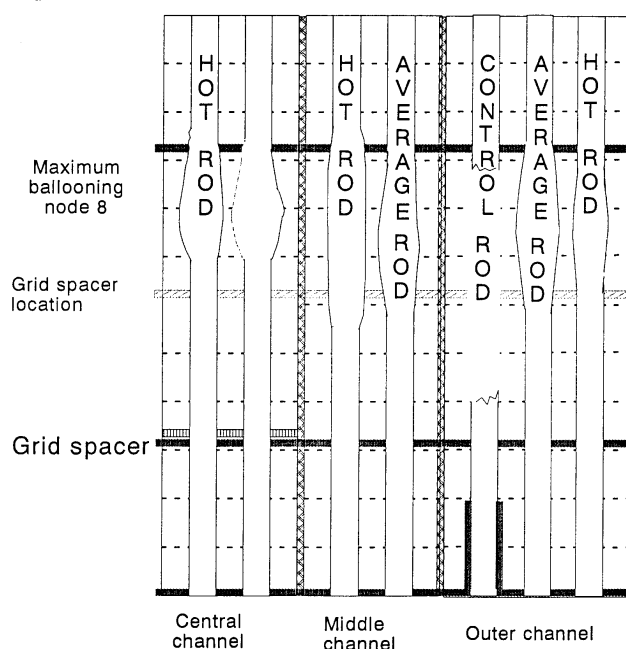 HOT ROD
HOT ROD
AVERAGE ROD
CONTROL ROD
AVERAGE ROD
HOT ROD
Maximum
ballooning
node 8
Grid spacer
location
Grid spacer
Central
channel
Middle
channel
Outer channel